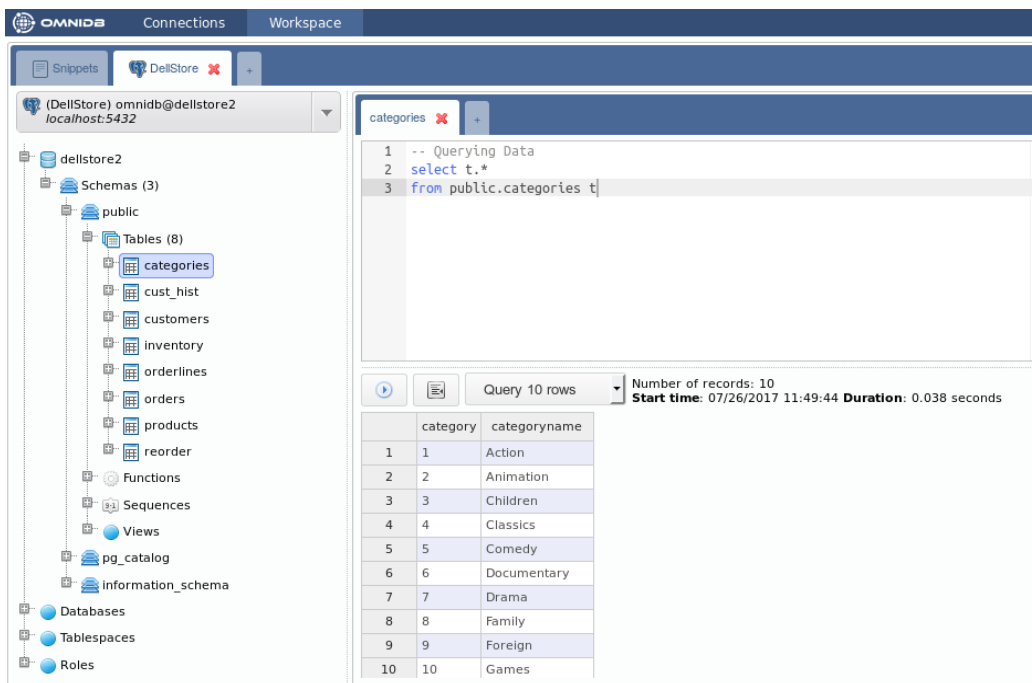 OMNIDB Connections Workspace
Snippets DellStore +
(DellStore) omnidb@dellstore2
localhost:5432
dellstore2
Schemas (3)
public
Tables (8)
categories
cust_hist
customers
inventory
orderlines
orders
products
reorder
Functions
Sequences
Views
pg_catalog
information_schema
Databases
Tablespaces
Roles
categories +
1 -- Querying Data
2 select t.*
3 from public.categories t
Query 10 rows
Number of records: 10
Start time: 07/26/2017 11:49:44 Duration: 0.038 seconds
category categoryname
1 1 Action
2 2 Animation
3 3 Children
4 4 Classics
5 5 Comedy
6 6 Documentary
7 7 Drama
8 8 Family
9 9 Foreign
10 10 Games